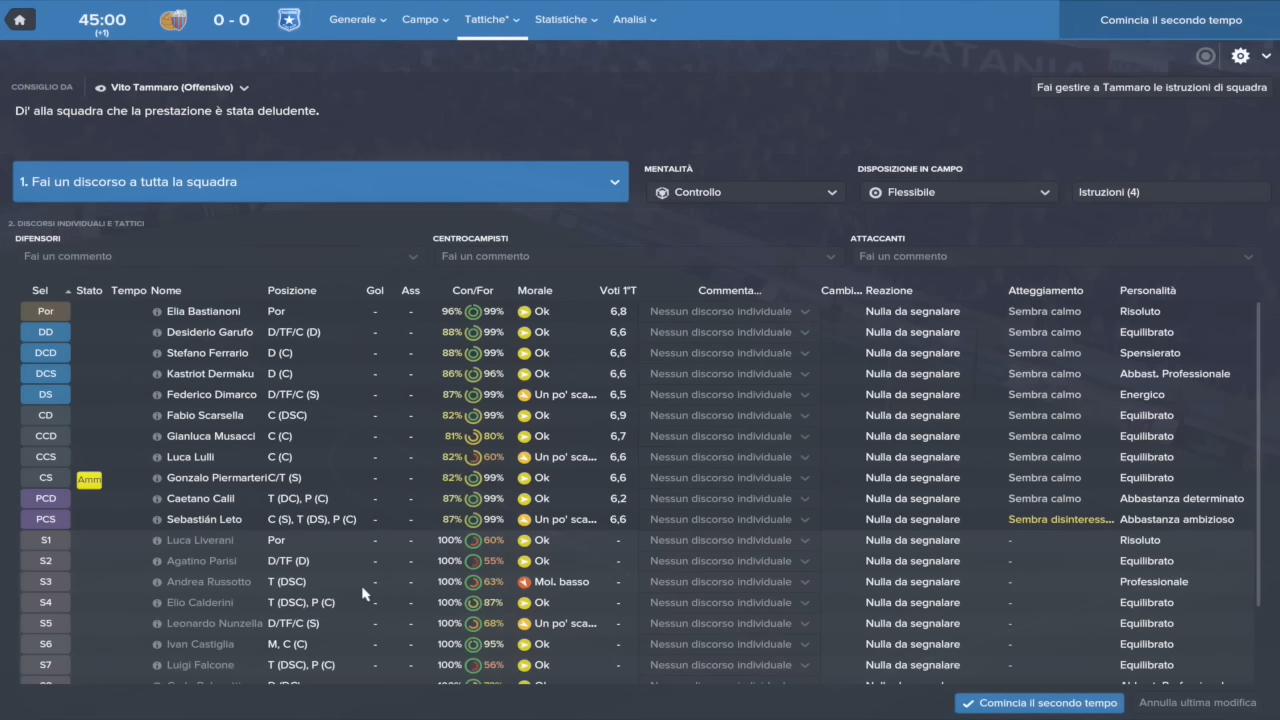 45:00
(+1)
0 - 0
Generale
Campo
Tattiche*
Statistiche
Analisi
Comincia il secondo tempo
CATANIA
CONSIGLIO DA
Vito Tammaro (Offensivo)
Fai gestire a Tammaro le istruzioni di squadra
Di' alla squadra che la prestazione è stata deludente.
1. Fai un discorso a tutta la squadra
MENTALITÀ
Controllo
DISPOSIZIONE IN CAMPO
Flessibile
Istruzioni (4)
2. DISCORSI INDIVIDUALI E TATTICI
DIFENSORI CENTROCAMPISTI ATTACCANTI
Fai un commento Fai un commento Fai un commento
Sel Stato Tempo Nome Posizione Gol Ass Con/For Morale Voti 1°T Commenta... Cambi... Reazione Atteggiamento Personalità
Por Elia Bastianoni Por - - 96% 99% Ok 6,8 Nessun discorso individuale Nulla da segnalare Sembra calmo Risoluto
DD Desiderio Garufo D/TF/C (D) - - 88% 99% Ok 6,6 Nessun discorso individuale Nulla da segnalare Sembra calmo Equilibrato
DCD Stefano Ferrario D (C) - - 88% 99% Ok 6,6 Nessun discorso individuale Nulla da segnalare Sembra calmo Spensierato
DCS Kastriot Dermaku D (C) - - 86% 96% Ok 6,6 Nessun discorso individuale Nulla da segnalare Sembra calmo Abbast. Professionale
DS Federico Dimarco D/TF/C (S) - - 87% 99% Un po' sca... 6,5 Nessun discorso individuale Nulla da segnalare Sembra calmo Energico
CD Fabio Scarsella C (DSC) - - 82% 99% Ok 6,9 Nessun discorso individuale Nulla da segnalare Sembra calmo Equilibrato
CCD Gianluca Musacci C (C) - - 81% 80% Ok 6,7 Nessun discorso individuale Nulla da segnalare Sembra calmo Equilibrato
CCS Luca Lulli C (C) - - 82% 60% Un po' sca... 6,6 Nessun discorso individuale Nulla da segnalare Sembra calmo Equilibrato
CS Amm Gonzalo Piermarteri C/T (S) - - 82% 99% Ok 6,6 Nessun discorso individuale Nulla da segnalare Sembra calmo Equilibrato
PCD Caetano Calil T (DC), P (C) - - 87% 99% Ok 6,2 Nessun discorso individuale Nulla da segnalare Sembra calmo Abbastanza determinato
PCS Sebastián Leto C (S), T (DS), P (C) - - 87% 99% Un po' sca... 6,6 Nessun discorso individuale Nulla da segnalare Sembra disinteress... Abbastanza ambizioso
S1 Luca Liverani Por - - 100% 60% Ok - Nessun discorso individuale Nulla da segnalare - Risoluto
S2 Agatino Parisi D/TF (D) - - 100% 55% Ok - Nessun discorso individuale Nulla da segnalare - Equilibrato
S3 Andrea Russotto T (DSC) - - 100% 63% Mol. basso - Nessun discorso individuale Nulla da segnalare - Professionale
S4 Elio Calderini T (DSC), P (C) - - 100% 87% Ok - Nessun discorso individuale Nulla da segnalare - Equilibrato
S5 Leonardo Nunzella D/TF/C (S) - - 100% 68% Un po' sca... - Nessun discorso individuale Nulla da segnalare - Equilibrato
S6 Ivan Castiglia M, C (C) - - 100% 95% Ok - Nessun discorso individuale Nulla da segnalare - Equilibrato
S7 Luigi Falcone T (DSC), P (C) - - 100% 56% Ok - Nessun discorso individuale Nulla da segnalare - Equilibrato
Comincia il secondo tempo Annulla ultima modifica